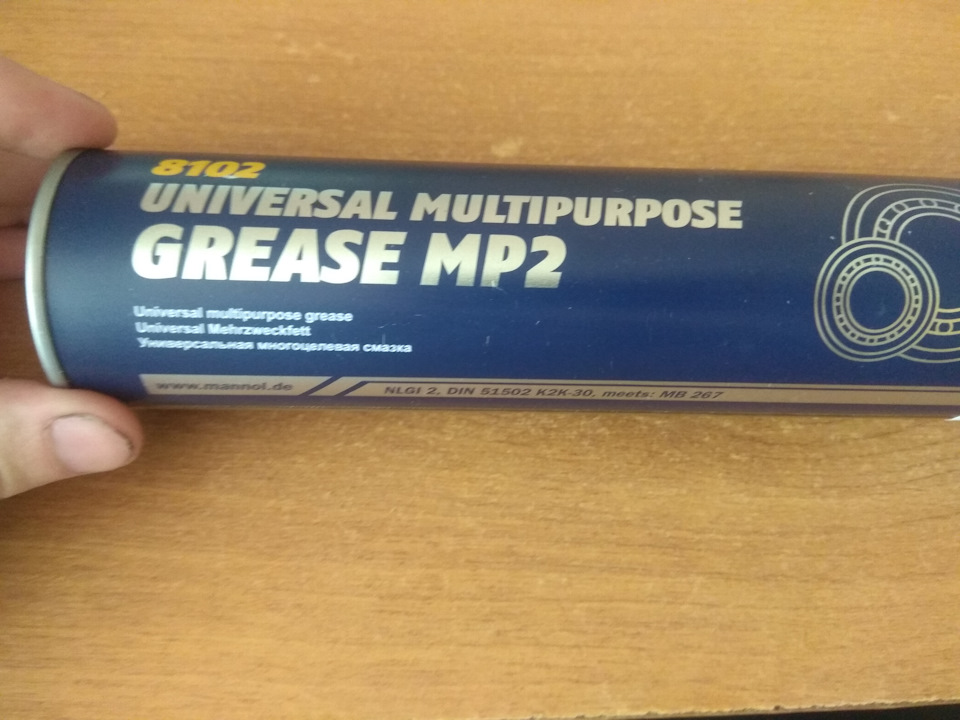 8102
UNIVERSAL MULTIPURPOSE
GREASE MP2
Universal multipurpose grease
Universal Mehrzweckfett
Универсальная многоцелевая смазка
www.mannol.de
NLGI 2, DIN 51502 K2K-30, meets: MB 267